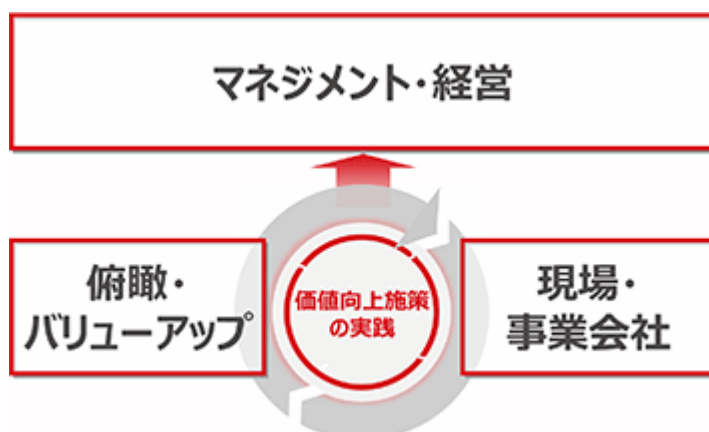 マネジメント・経営
俯瞰・
バリューアップ
価値向上施策
の実践
現場・
事業会社